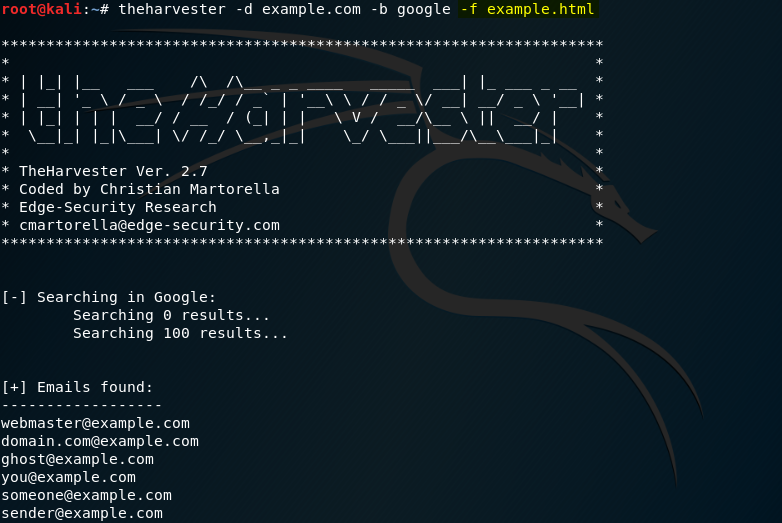 root@kali:~# theharvester -d example.com -b google -f example.html
*******************************************************************
*                                                                 *
* | |_| |__   ___    /\  /\__ _ _ _____   _____  ___| |_ ___ _ __  *
* | __| '_ \ / _ \  / /_/ / _` | '__\ \ / / _ \/ __| __/ _ \ '__| *
* | |_| | | |  __/ / __  / (_| | |   \ V /  __/\__ \ ||  __/ |    *
*  \__|_| |_|\___| \/ /_/ \__,_|_|    \_/ \___||___/\__\___|_|    *
*                                                                 *
* TheHarvester Ver. 2.7                                           *
* Coded by Christian Martorella                                   *
* Edge-Security Research                                          *
* cmartorella@edge-security.com                                   *
*******************************************************************
[-] Searching in Google:
        Searching 0 results...
        Searching 100 results...
[+] Emails found:
------------------
webmaster@example.com
domain.com@example.com
ghost@example.com
you@example.com
someone@example.com
sender@example.com